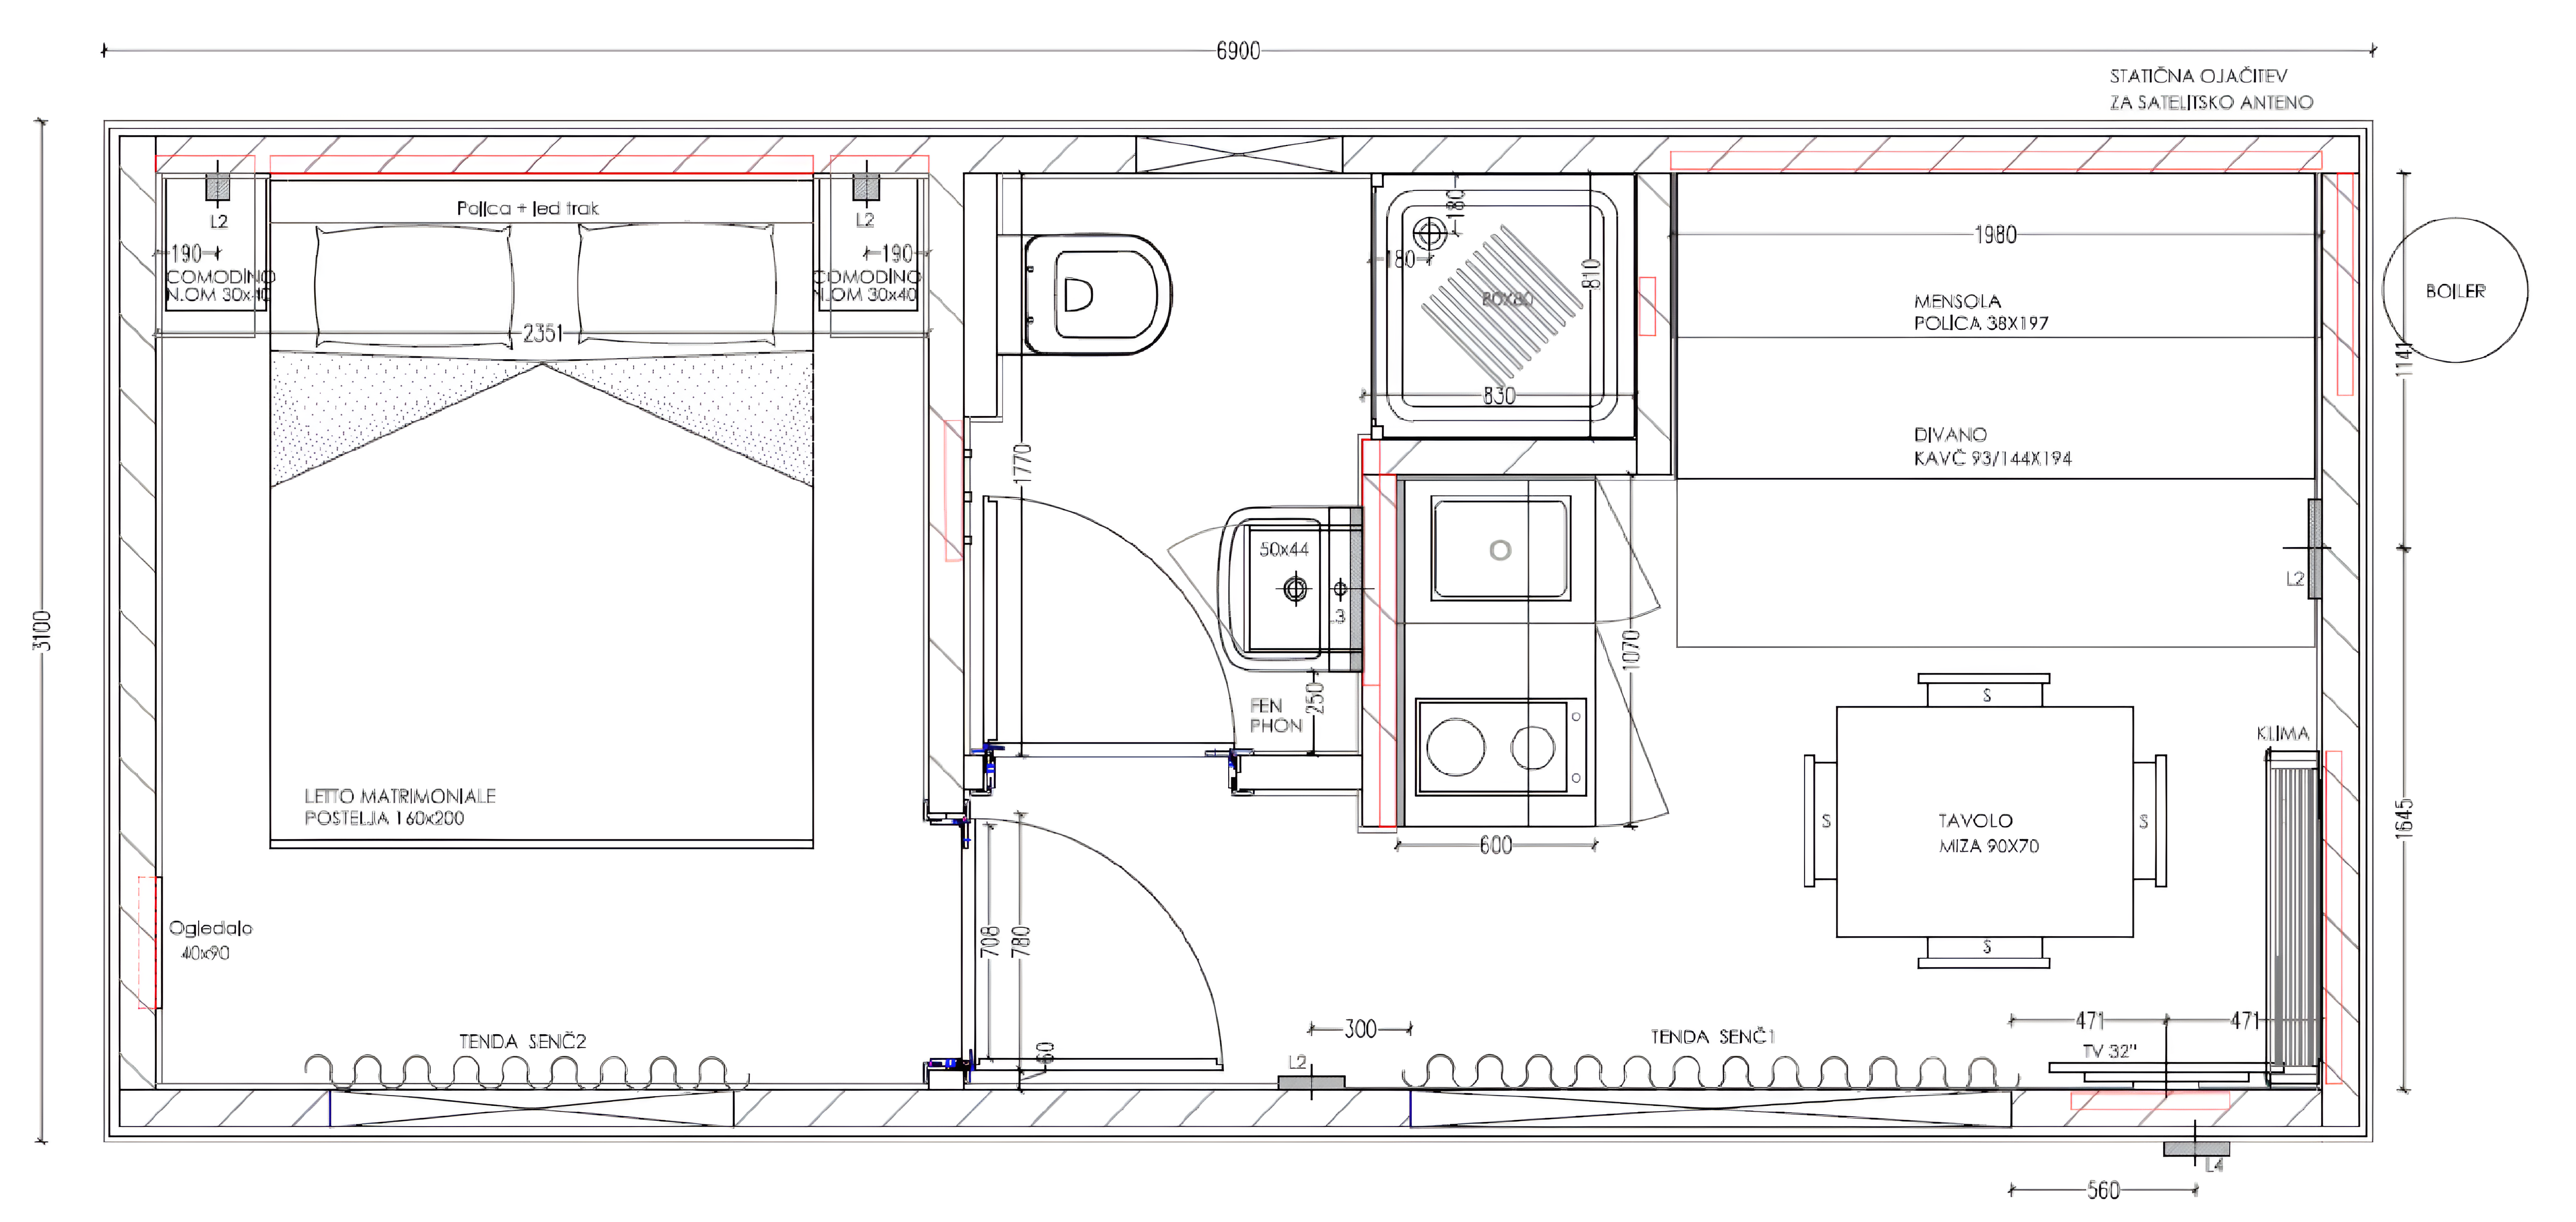 6900
STATIČNA OJAČITEV
ZA SATELITSKO ANTENO
3100
L2
Polica + led trak
L2
190
190
COMODINO
N.OM 30x40
COMODINO
N.OM 30x40
2351
180
180
810
80X80
830
1980
MENSOLA
POLICA 38X197
BOJLER
1141
DIVANO
KAVČ 93/144X194
1770
50x44
L3
L2
1070
250
FEN
PHON
S
KLIMA
LETTO MATRIMONIALE
POSTELJA 160x200
600
S
TAVOLO
MIZA 90X70
S
1645
Ogledalo
40x90
708
780
S
TENDA SENČ2
60
300
TENDA SENČ1
471
471
L2
TV 32"
L4
560